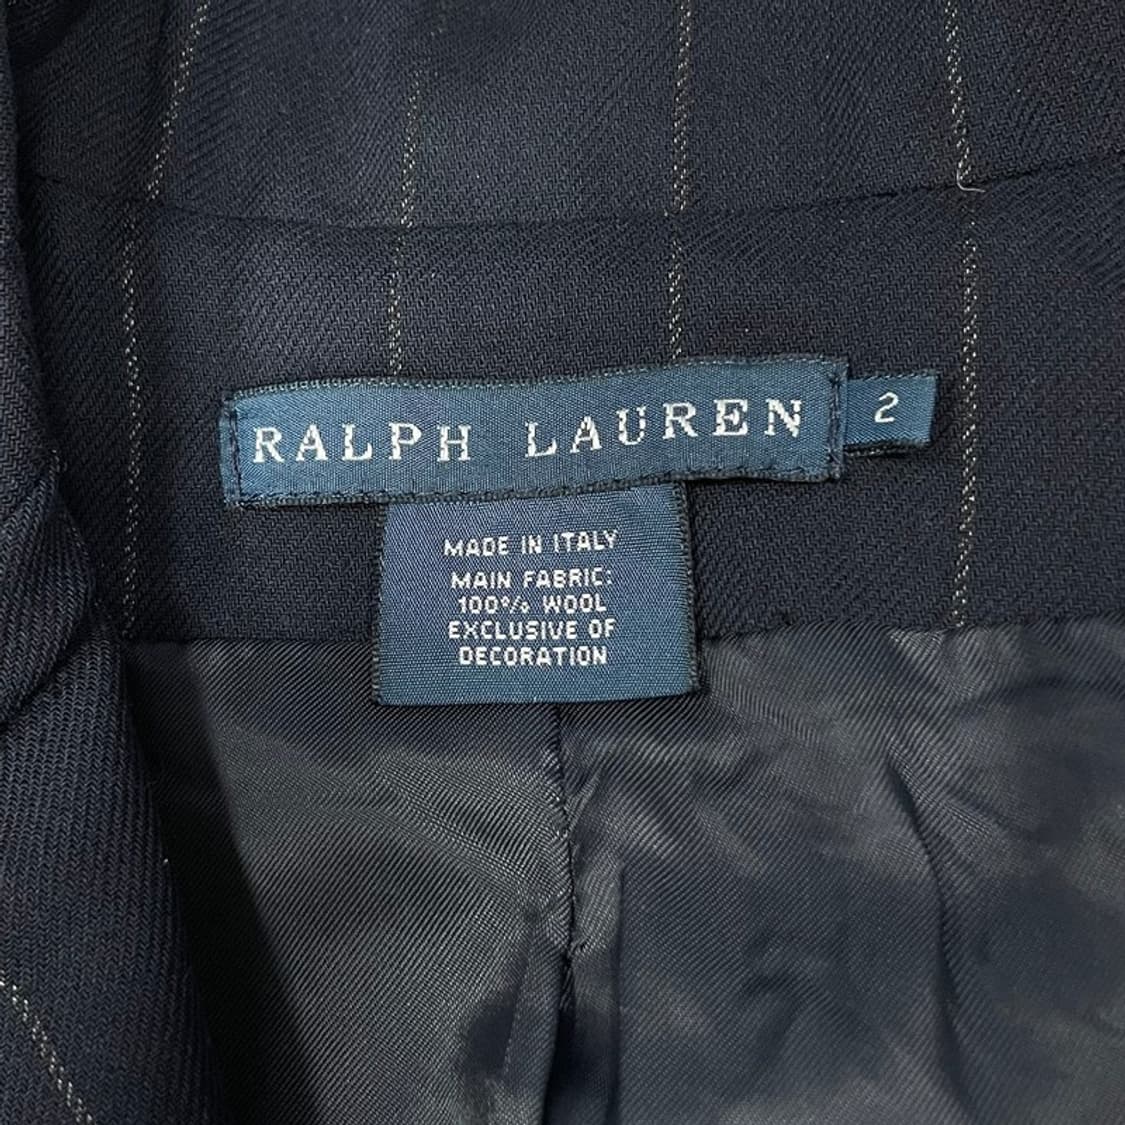 RALPH LAUREN 2
MADE IN ITALY
MAIN FABRIC:
100% WOOL
EXCLUSIVE OF
DECORATION